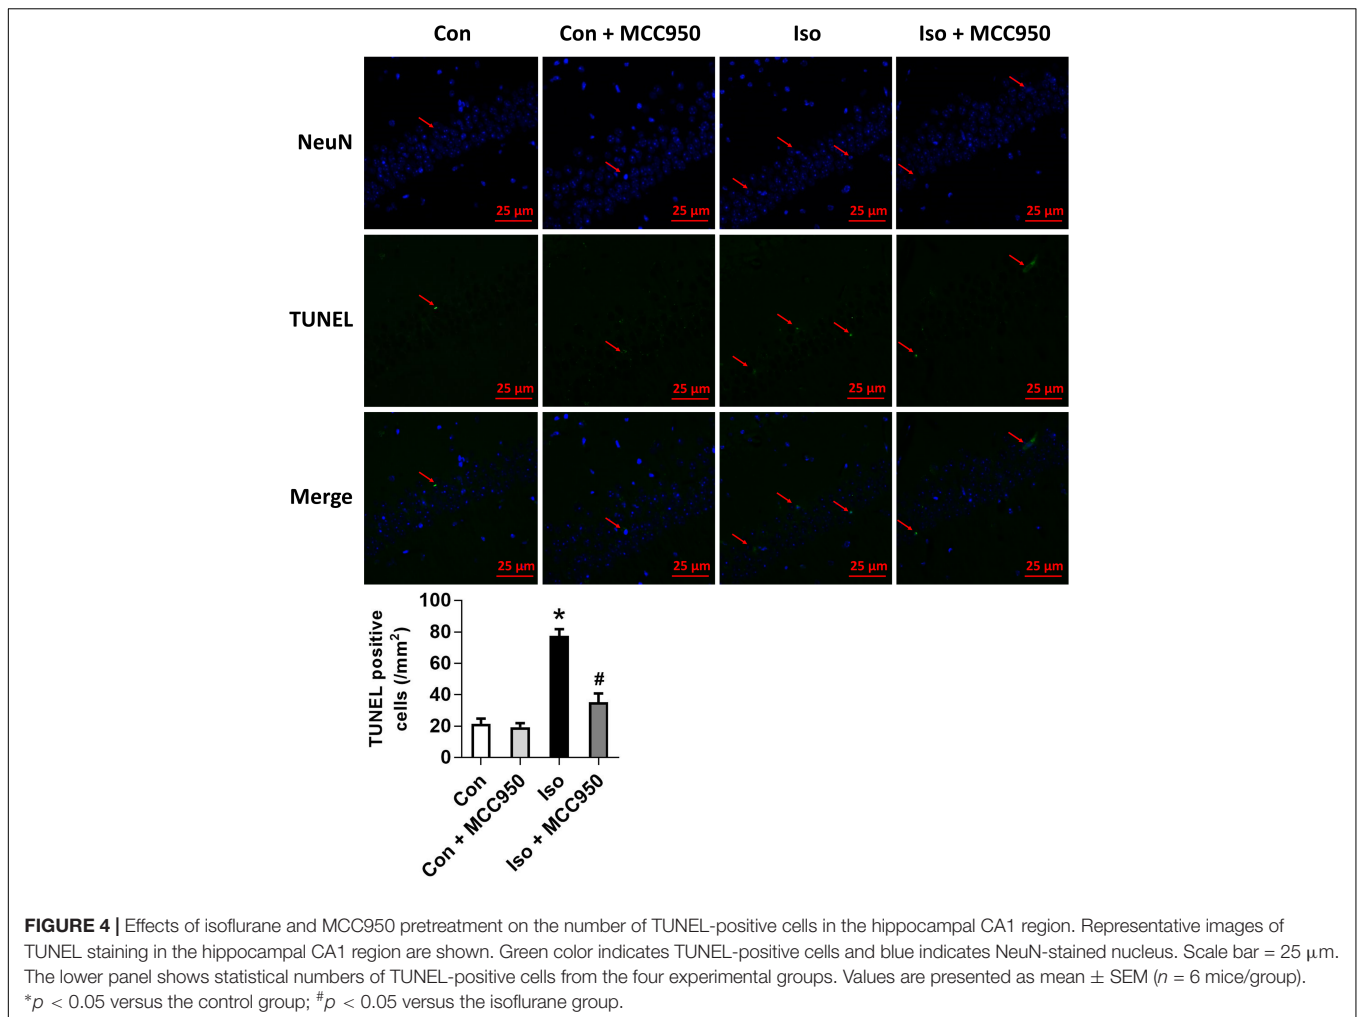 Con Con + MCC950 Iso Iso + MCC950
NeuN
25 µm 25 µm 25 µm 25 µm
TUNEL
25 µm 25 µm 25 µm 25 µm
Merge
25 µm 25 µm 25 µm 25 µm
TUNEL positive
cells (/mm²)
100
80
60
40
20
0
*
#
Con
Con + MCC950
Iso
Iso + MCC950
FIGURE 4 | Effects of isoflurane and MCC950 pretreatment on the number of TUNEL-positive cells in the hippocampal CA1 region. Representative images of
TUNEL staining in the hippocampal CA1 region are shown. Green color indicates TUNEL-positive cells and blue indicates NeuN-stained nucleus. Scale bar = 25 µm.
The lower panel shows statistical numbers of TUNEL-positive cells from the four experimental groups. Values are presented as mean ± SEM (n = 6 mice/group).
*p < 0.05 versus the control group; #p < 0.05 versus the isoflurane group.